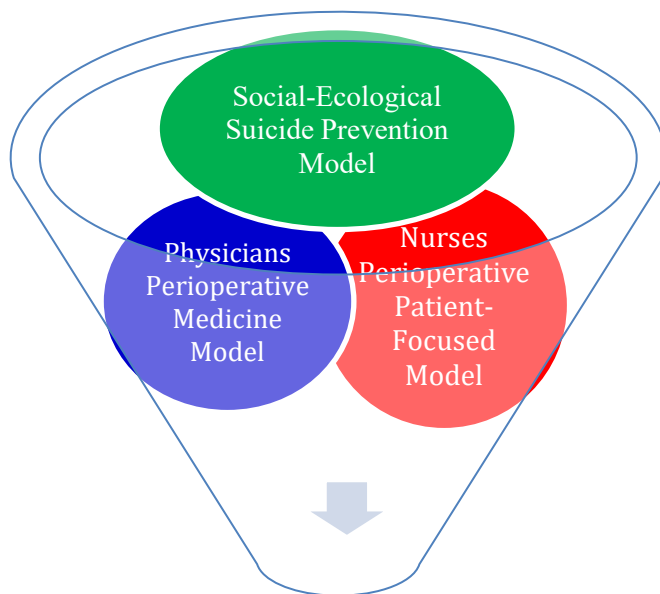 Social-Ecological
Suicide Prevention
Model
Physicians
Perioperative
Medicine
Model
Nurses
Perioperative
Patient-
Focused
Model